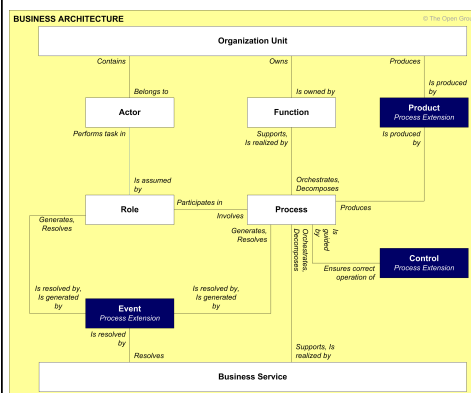 BUSINESS ARCHITECTURE
© The Open Gro
Organization Unit
Contains
Owns
Produces
Belongs to
Is owned by
Is produced
by
Actor
Function
Product
Process Extension
Performs task in
Supports,
Is realized by
Is produced
by
Is assumed
by
Orchestrates,
Decomposes
Role
Participates in
Involves
Process
Produces
Generates,
Resolves
Generates,
Resolves
Orchestrates,
Decomposes
Is
guided
by
Ensures correct
operation of
Control
Process Extension
Is resolved by,
Is generated
by
Is resolved by,
Is generated
by
Event
Process Extension
Is resolved
by
Resolves
Supports, Is
realized by
Business Service